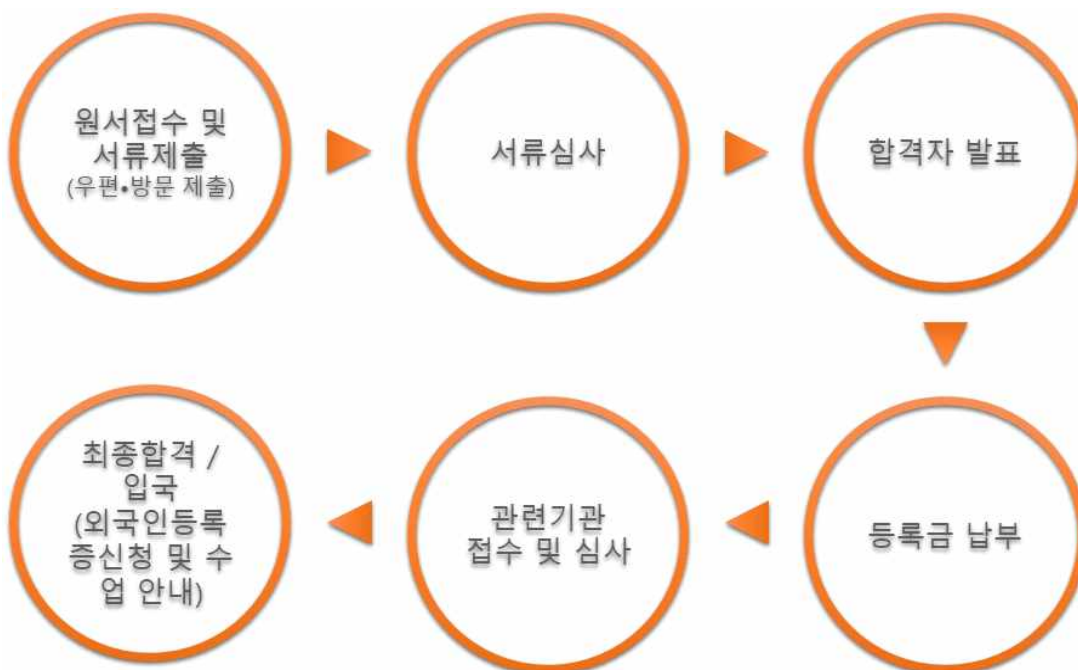 원서접수 및
서류제출
(우편•방문 제출)
서류심사
합격자 발표
등록금 납부
관련기관
접수 및 심사
최종합격 /
입국
(외국인등록
증신청 및 수
업 안내)